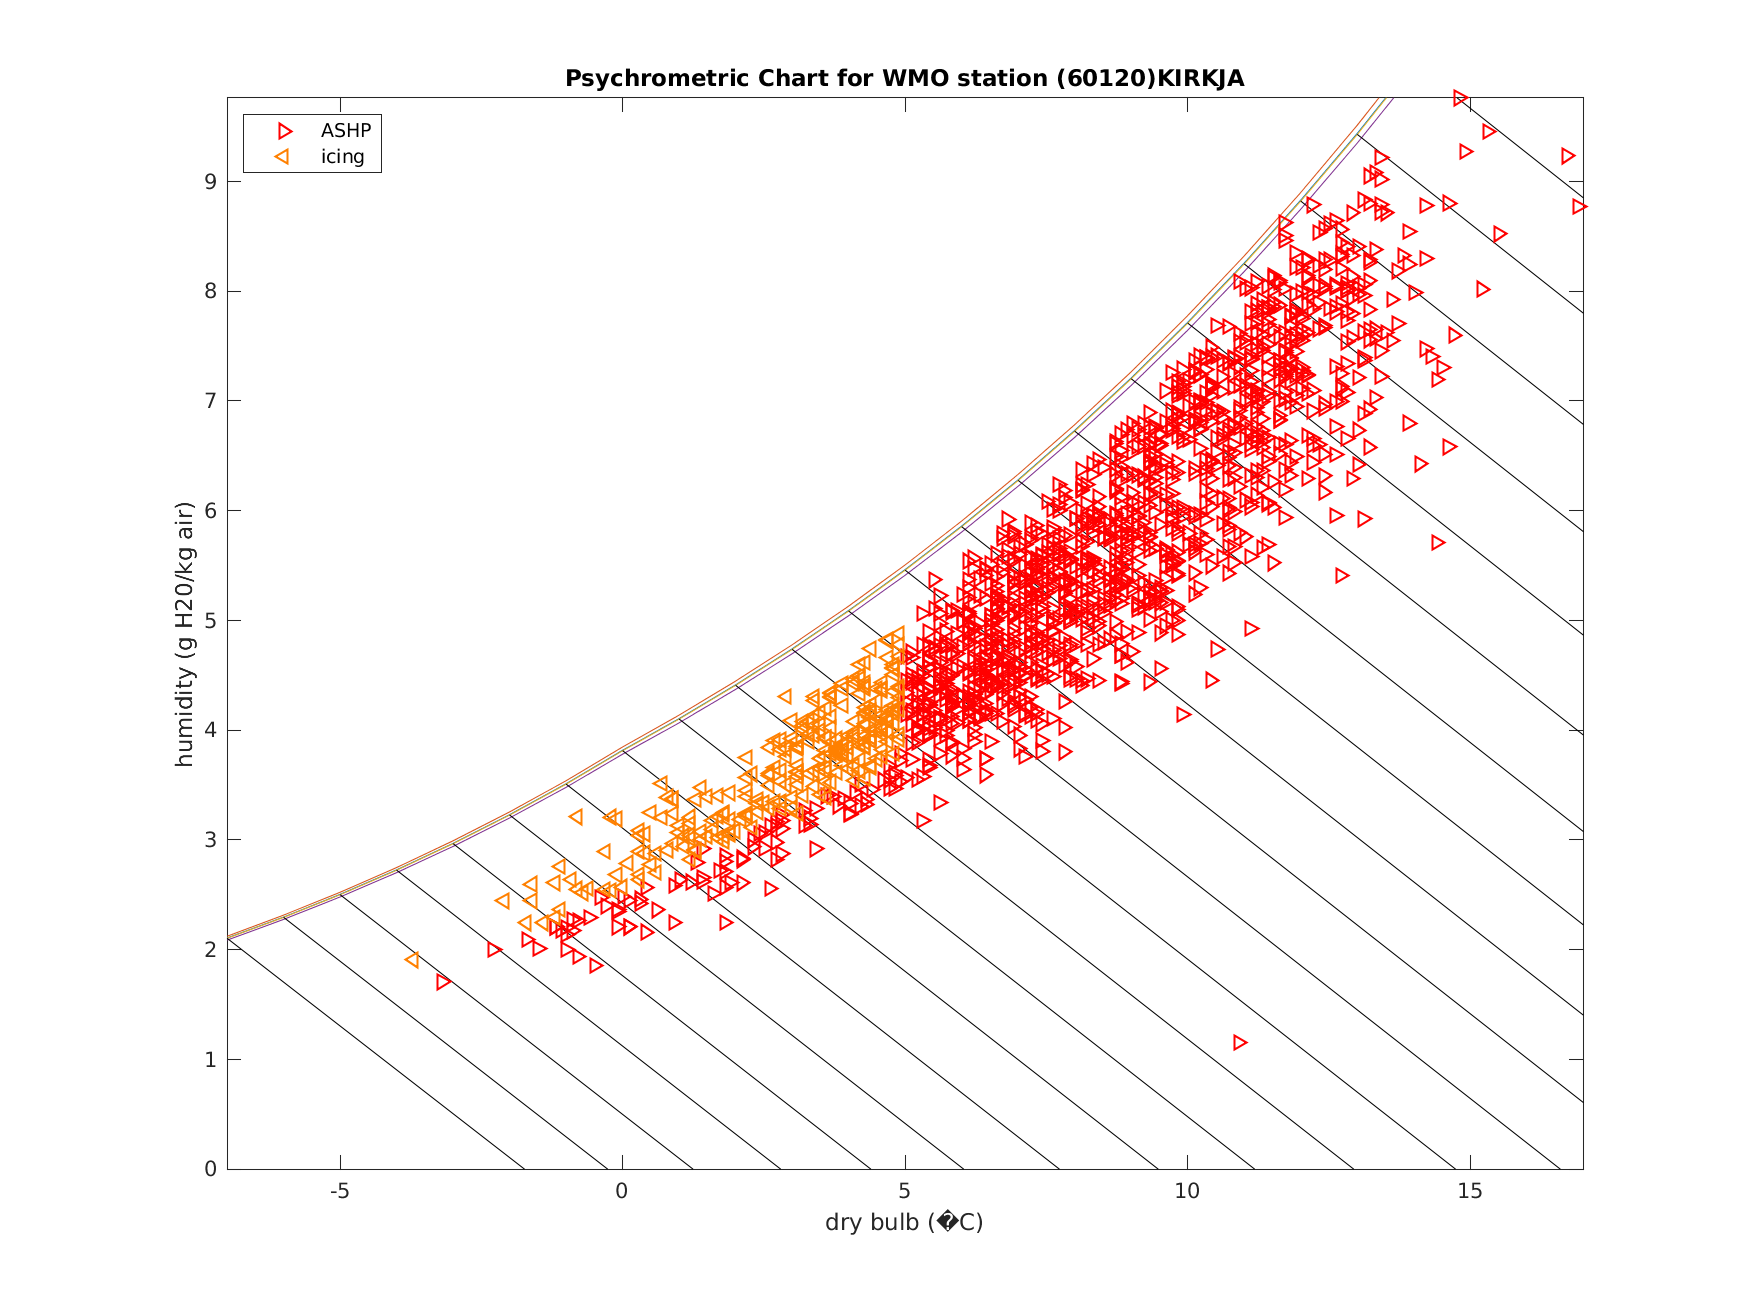 Psychrometric Chart for WMO station (60120)KIRKJA
ASHP
icing
humidity (g H20/kg air)
9
8
7
6
5
4
3
2
1
0
-5 0 5 10 15
dry bulb (�C)